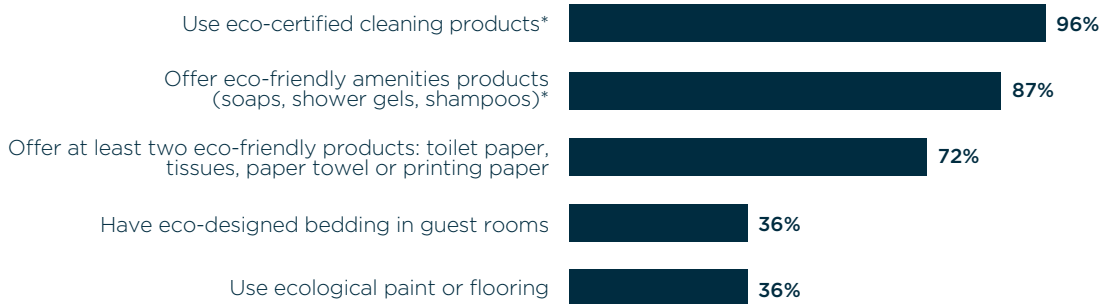 Use eco-certified cleaning products*
96%
Offer eco-friendly amenities products
(soaps, shower gels, shampoos)*
87%
Offer at least two eco-friendly products: toilet paper,
tissues, paper towel or printing paper
72%
Have eco-designed bedding in guest rooms
36%
Use ecological paint or flooring
36%